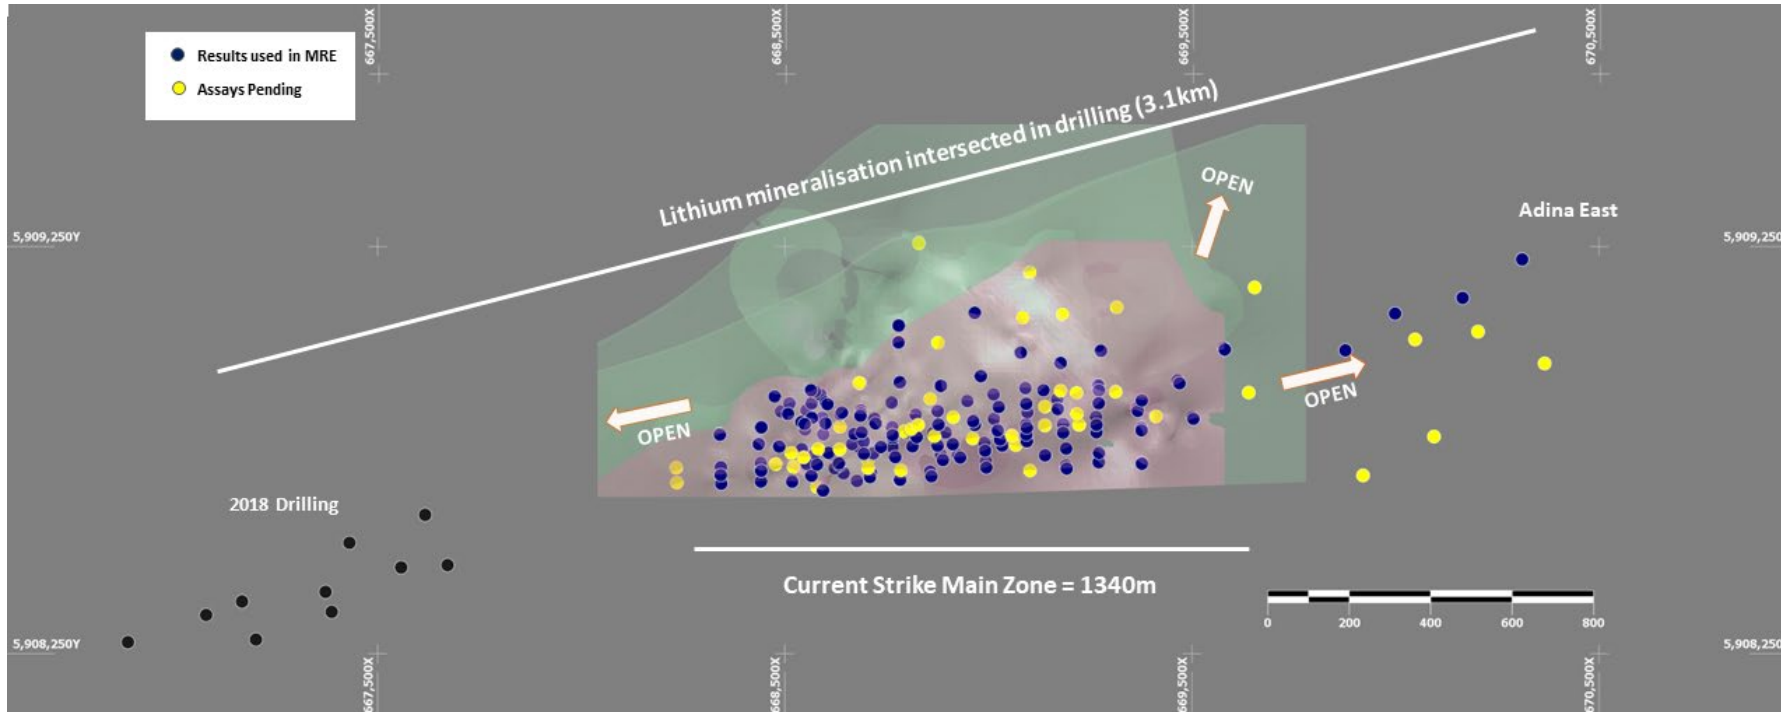 667,500X
668,500X
669,500X
670,500X
Results used in MRE
Assays Pending
Lithium mineralisation intersected in drilling (3.1km)
OPEN
Adina East
5,909,250Y
5,909,250
OPEN
OPEN
2018 Drilling
Current Strike Main Zone = 1340m
0 200 400 600 800
5,908,250Y
5,908,250
667,500X
668,500X
669,500X
670,500X